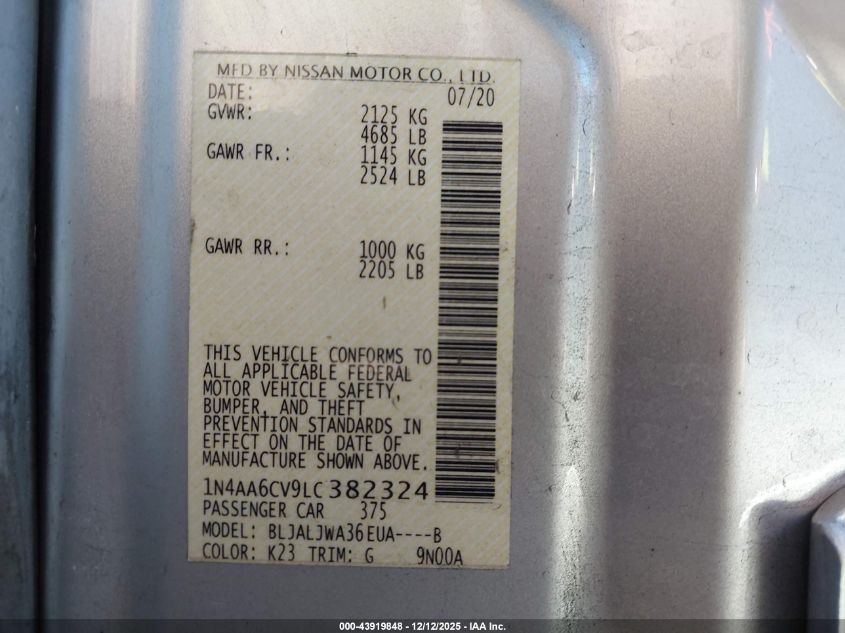 MFD BY NISSAN MOTOR CO., LTD.
DATE: 07/20
GVWR: 2125 KG
4685 LB
GAWR FR.: 1145 KG
2524 LB
GAWR RR.: 1000 KG
2205 LB
THIS VEHICLE CONFORMS TO
ALL APPLICABLE FEDERAL
MOTOR VEHICLE SAFETY,
BUMPER, AND THEFT
PREVENTION STANDARDS IN
EFFECT ON THE DATE OF
MANUFACTURE SHOWN ABOVE.
1N4AA6CV9LC382324
PASSENGER CAR 375
MODEL: BLJALJWA36EUA----B
COLOR: K23 TRIM: G 9N00A
000-43919848 - 12/12/2025 - IAA Inc.